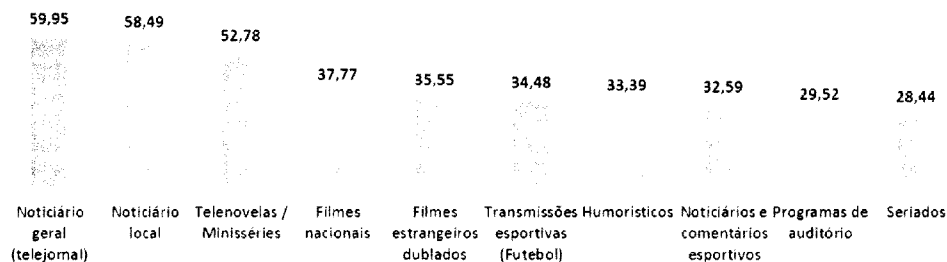 59,95 58,49 52,78 37,77 35,55 34,48 33,39 32,59 29,52 28,44
Noticiário geral (telejornal)
Noticiário local
Telenovelas / Minisséries
Filmes nacionais
Filmes estrangeiros dublados
Transmissões esportivas (Futebol)
Humorísticos
Noticiários e comentários esportivos
Programas de auditório
Seriados